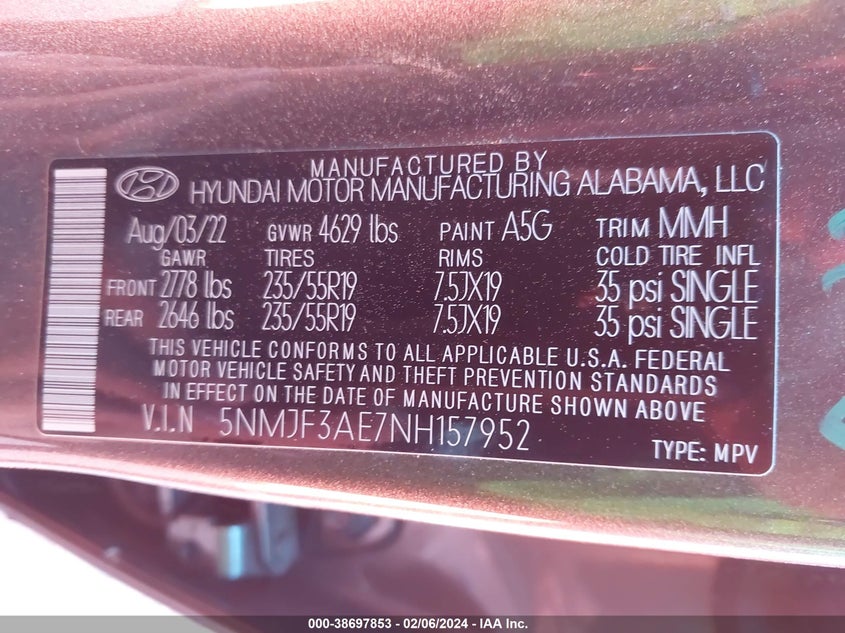 MANUFACTURED BY
HYUNDAI MOTOR MANUFACTURING ALABAMA, LLC
Aug/03/22 GVWR 4629 lbs PAINT A5G TRIM MMH
GAWR TIRES RIMS COLD TIRE INFL
FRONT 2778 lbs 235/55R19 7.5JX19 35 psi SINGLE
REAR 2646 lbs 235/55R19 7.5JX19 35 psi SINGLE
THIS VEHICLE CONFORMS TO ALL APPLICABLE U.S.A. FEDERAL
MOTOR VEHICLE SAFETY AND THEFT PREVENTION STANDARDS
IN EFFECT ON THE DATE OF MANUFACTURE SHOWN ABOVE.
V.I.N 5NMJF3AE7NH157952
TYPE: MPV
000-38697853 - 02/06/2024 - IAA Inc.